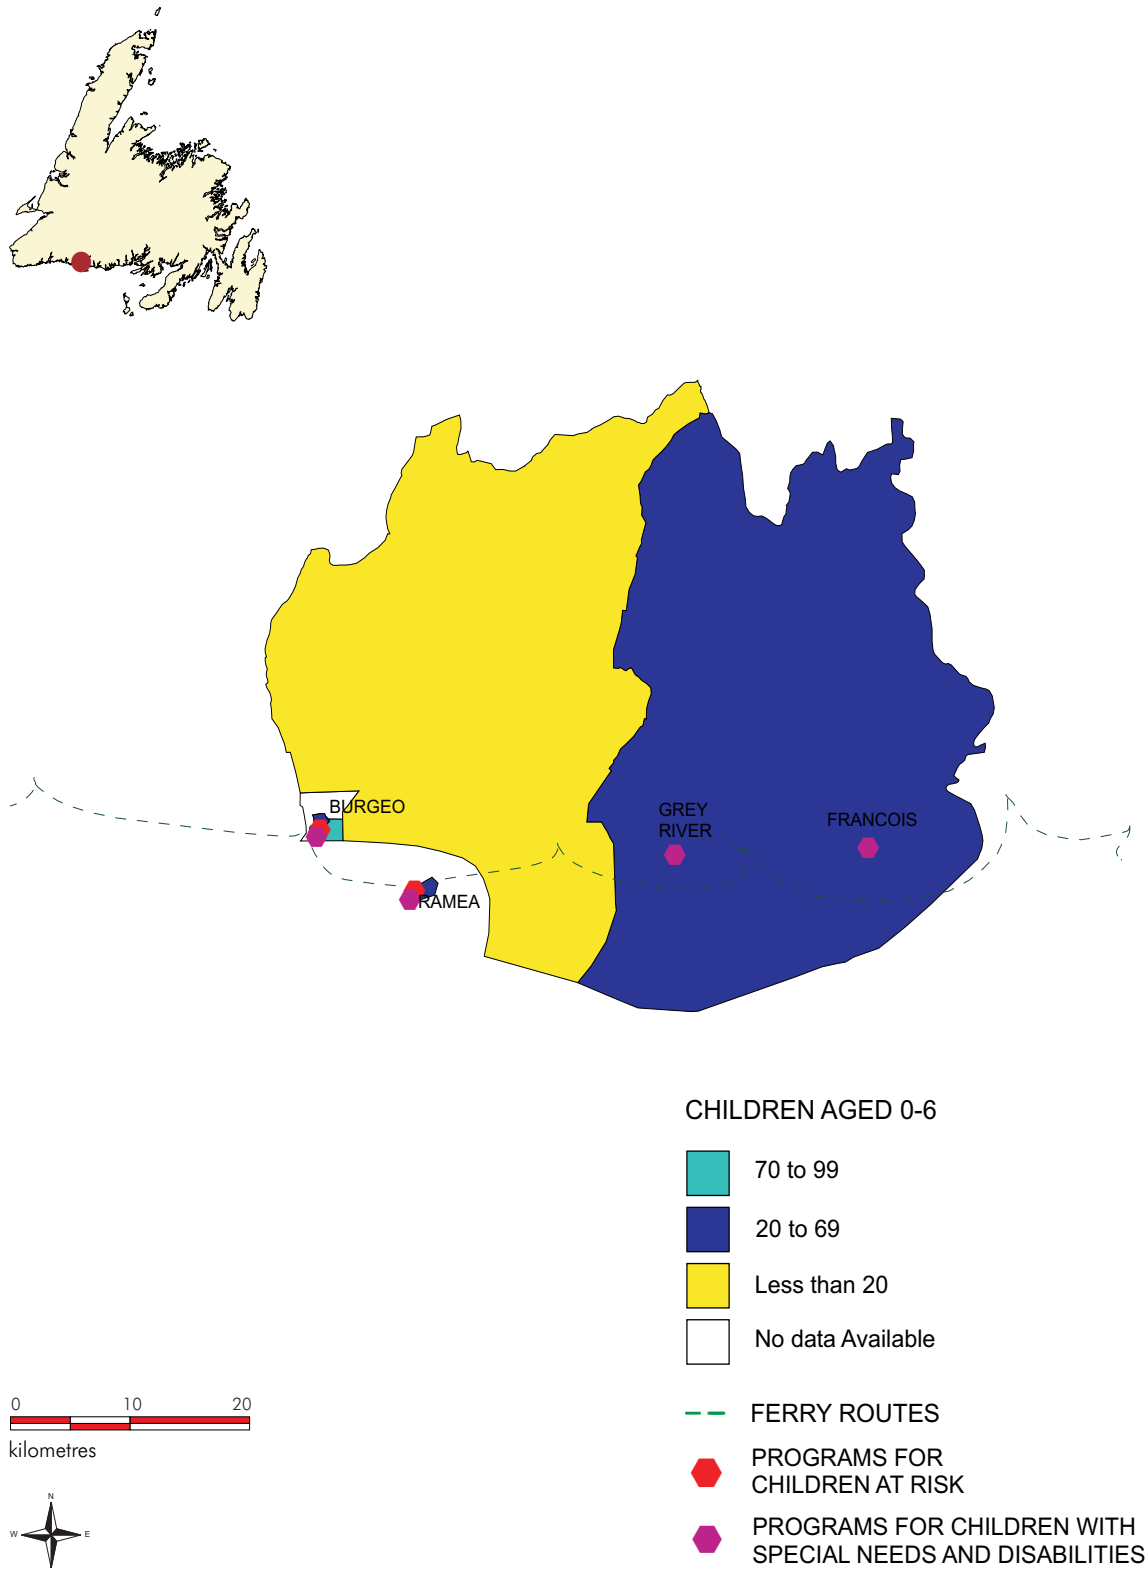 BURGEO
GREY
RIVER
FRANCOIS
RAMEA
CHILDREN AGED 0-6
70 to 99
20 to 69
Less than 20
No data Available
FERRY ROUTES
PROGRAMS FOR
CHILDREN AT RISK
PROGRAMS FOR CHILDREN WITH
SPECIAL NEEDS AND DISABILITIES
0 10 20
kilometres
N
W E